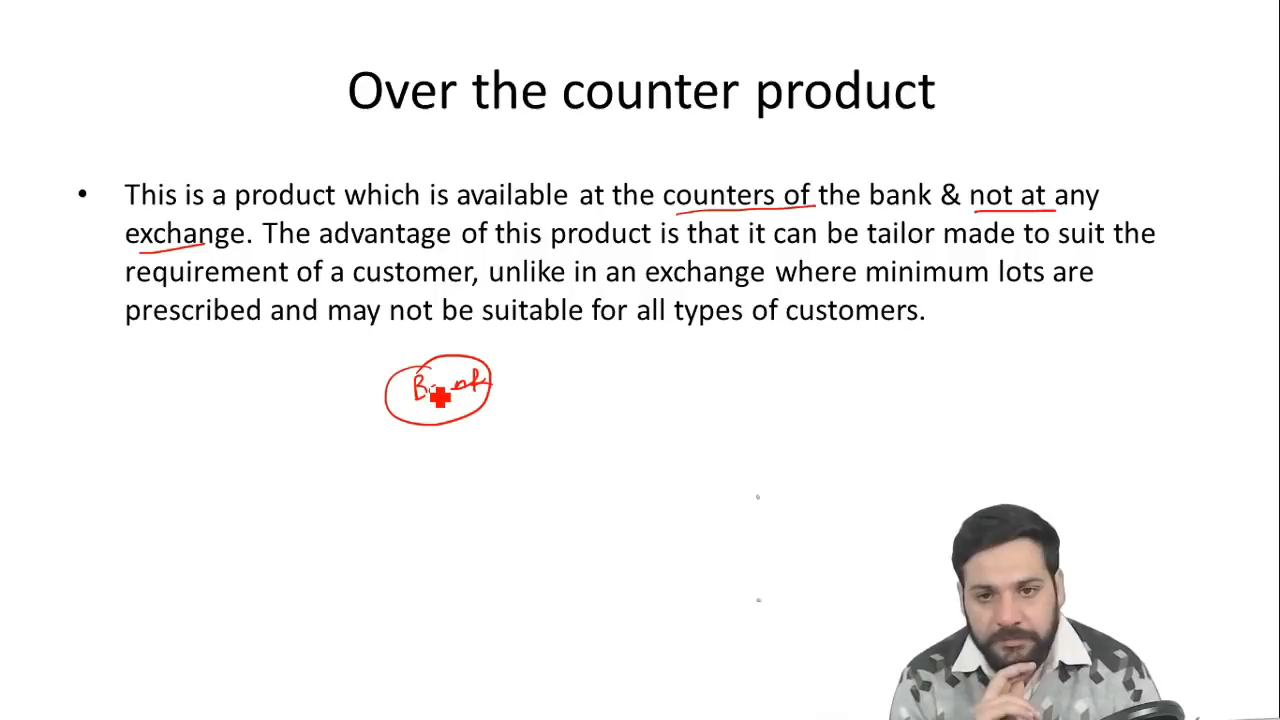 Over the counter product
• This is a product which is available at the counters of the bank & not at any
exchange. The advantage of this product is that it can be tailor made to suit the
requirement of a customer, unlike in an exchange where minimum lots are
prescribed and may not be suitable for all types of customers.
Bank